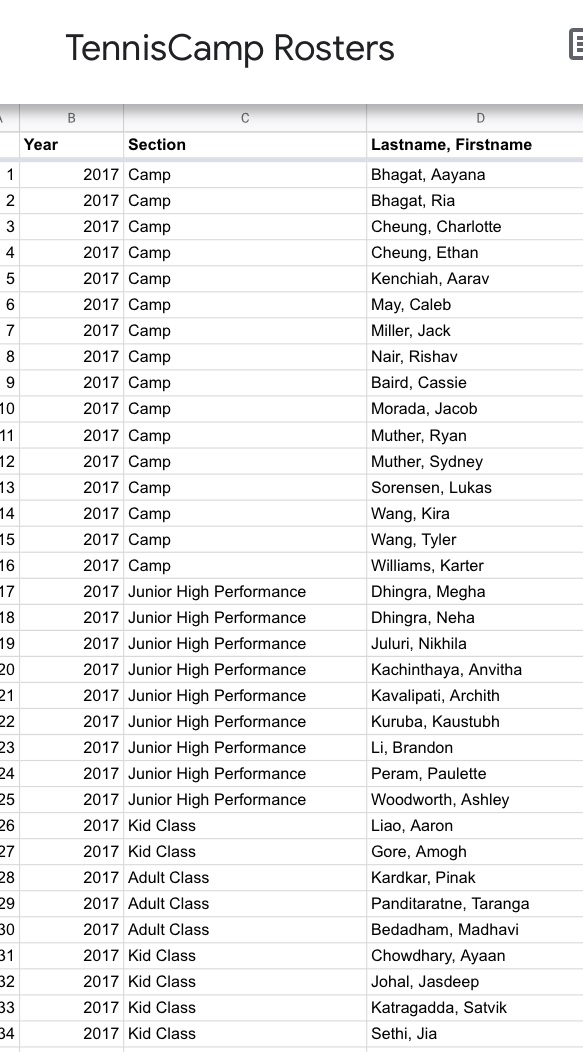 TennisCamp Rosters
B C D
Year Section Lastname, Firstname
1 2017 Camp Bhagat, Aayana
2 2017 Camp Bhagat, Ria
3 2017 Camp Cheung, Charlotte
4 2017 Camp Cheung, Ethan
5 2017 Camp Kenchiah, Aarav
6 2017 Camp May, Caleb
7 2017 Camp Miller, Jack
8 2017 Camp Nair, Rishav
9 2017 Camp Baird, Cassie
10 2017 Camp Morada, Jacob
11 2017 Camp Muther, Ryan
12 2017 Camp Muther, Sydney
13 2017 Camp Sorensen, Lukas
14 2017 Camp Wang, Kira
15 2017 Camp Wang, Tyler
16 2017 Camp Williams, Karter
17 2017 Junior High Performance Dhingra, Megha
18 2017 Junior High Performance Dhingra, Neha
19 2017 Junior High Performance Juluri, Nikhila
20 2017 Junior High Performance Kachinthaya, Anvitha
21 2017 Junior High Performance Kavalipati, Archith
22 2017 Junior High Performance Kuruba, Kaustubh
23 2017 Junior High Performance Li, Brandon
24 2017 Junior High Performance Peram, Paulette
25 2017 Junior High Performance Woodworth, Ashley
26 2017 Kid Class Liao, Aaron
27 2017 Kid Class Gore, Amogh
28 2017 Adult Class Kardkar, Pinak
29 2017 Adult Class Panditaratne, Taranga
30 2017 Adult Class Bedadham, Madhavi
31 2017 Kid Class Chowdhary, Ayaan
32 2017 Kid Class Johal, Jasdeep
33 2017 Kid Class Katragadda, Satvik
34 2017 Kid Class Sethi, Jia